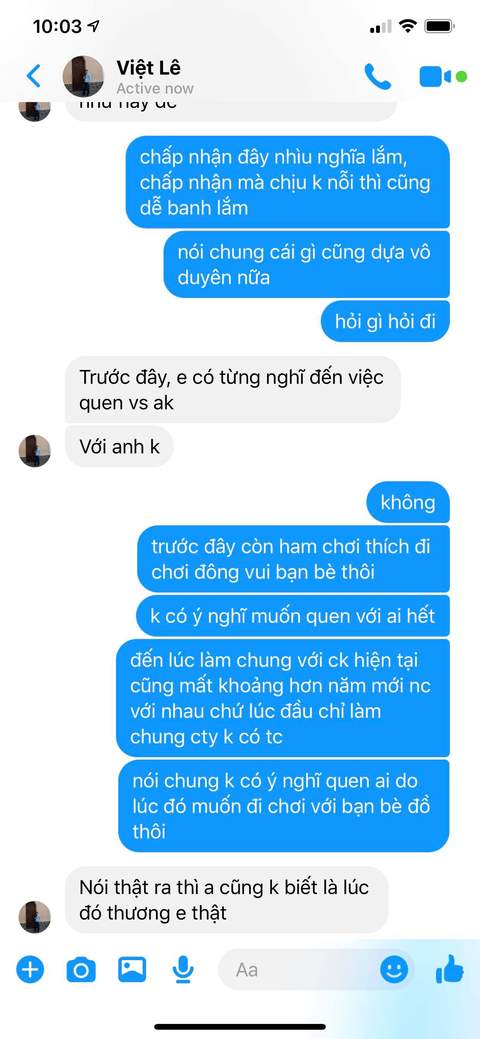 10:03
Việt Lê
Active now
như này đc
chấp nhận đây nhìu nghĩa lắm,
chấp nhận mà chịu k nỗi thì cũng
dễ banh lắm
nói chung cái gì cũng dựa vô
duyên nữa
hỏi gì hỏi đi
Trước đây, e có từng nghĩ đến việc
quen vs ak
Với anh k
không
trước đây còn ham chơi thích đi
chơi đông vui bạn bè thôi
k có ý nghĩ muốn quen với ai hết
đến lúc làm chung với ck hiện tại
cũng mất khoảng hơn năm mới nc
với nhau chứ lúc đầu chỉ làm
chung cty k có tc
nói chung k có ý nghĩ quen ai do
lúc đó muốn đi chơi với bạn bè đồ
thôi
Nói thật ra thì a cũng k biết là lúc
đó thương e thật
Aa